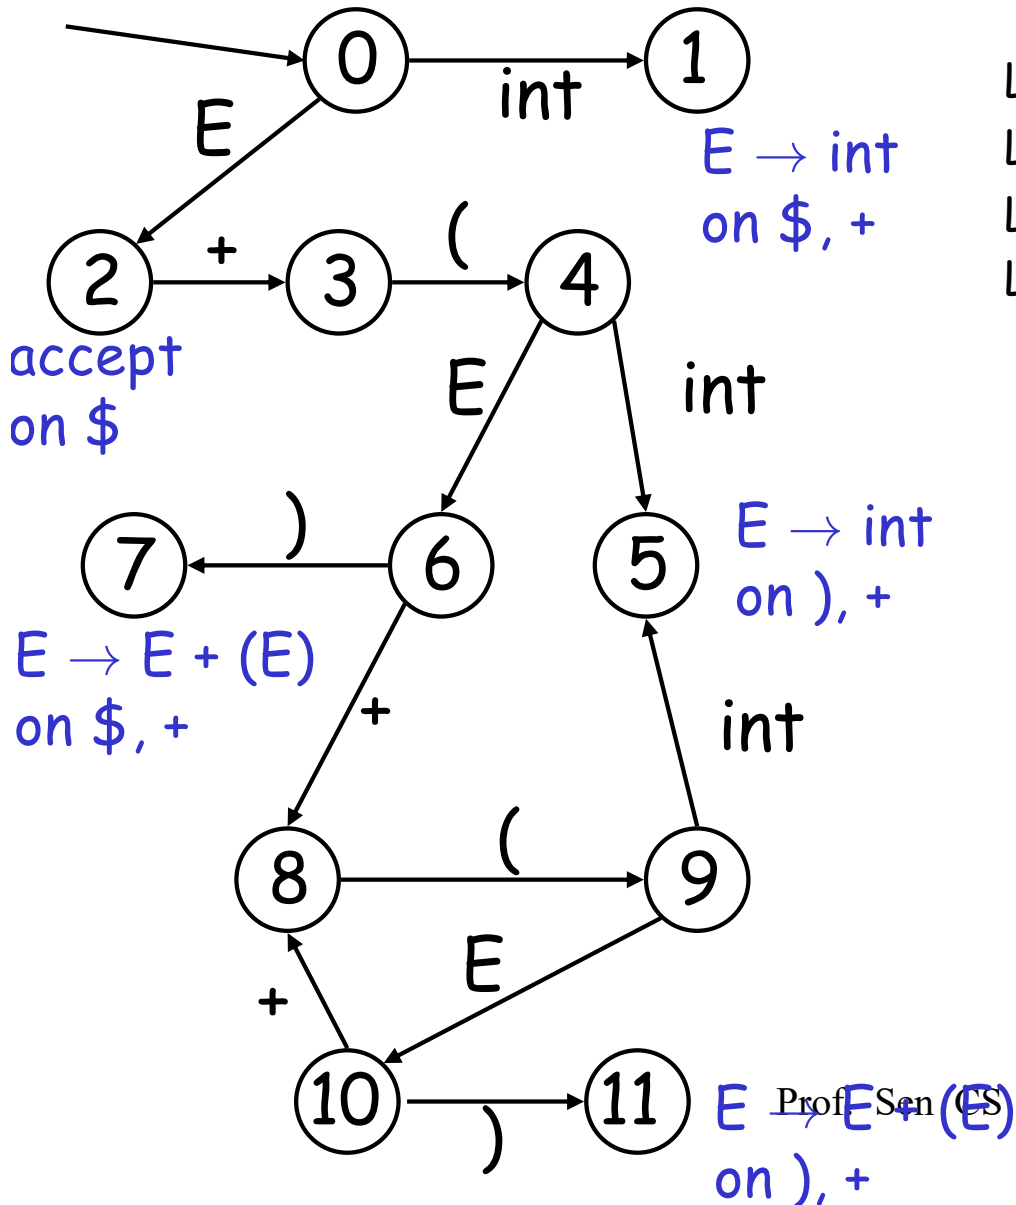 0
int
1
E
E → int
on $, +
2
+
3
(
4
accept
on $
E
int
7
)
6
5
E → int
on ), +
E → E + (E)
on $, +
+
int
8
(
9
E
+
10
)
11
E → E + (E)
on ), +
Prof. Sen CS